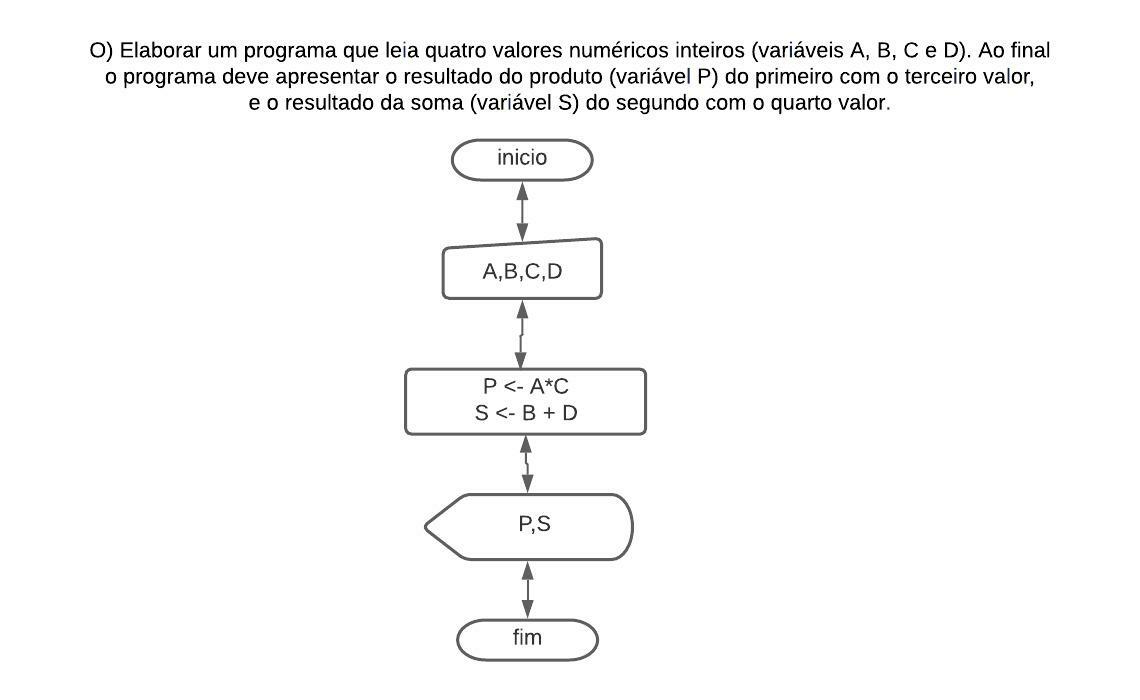 O) Elaborar um programa que leia quatro valores numéricos inteiros (variáveis A, B, C e D). Ao final
o programa deve apresentar o resultado do produto (variável P) do primeiro com o terceiro valor,
e o resultado da soma (variável S) do segundo com o quarto valor.
inicio
A,B,C,D
P <- A*C
S <- B + D
P,S
fim